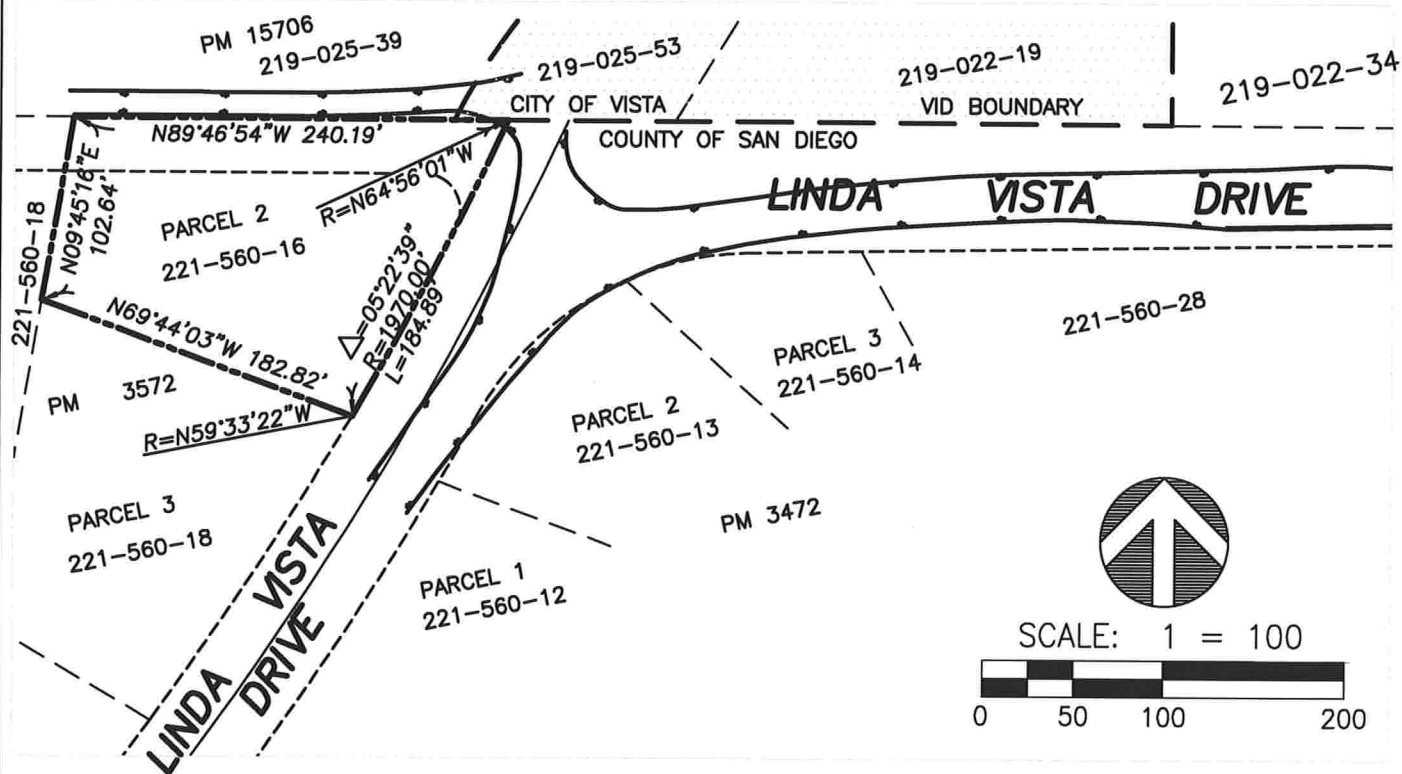 PM 15706
219-025-39
219-025-53
219-022-19
219-022-34
CITY OF VISTA
VID BOUNDARY
COUNTY OF SAN DIEGO
N89°46'54"W 240.19'
R=N64°56'01"W
N09°45'16"E
102.64'
221-560-18
PARCEL 2
221-560-16
LINDA VISTA DRIVE
△=05°22'39"
R=1970.00'
L=184.89'
N69°44'03"W 182.82'
PM 3572
R=N59°33'22"W
PARCEL 3
221-560-18
PARCEL 3
221-560-14
221-560-28
PARCEL 2
221-560-13
PM 3472
PARCEL 1
221-560-12
LINDA VISTA
DRIVE
SCALE: 1 = 100
0 50 100 200